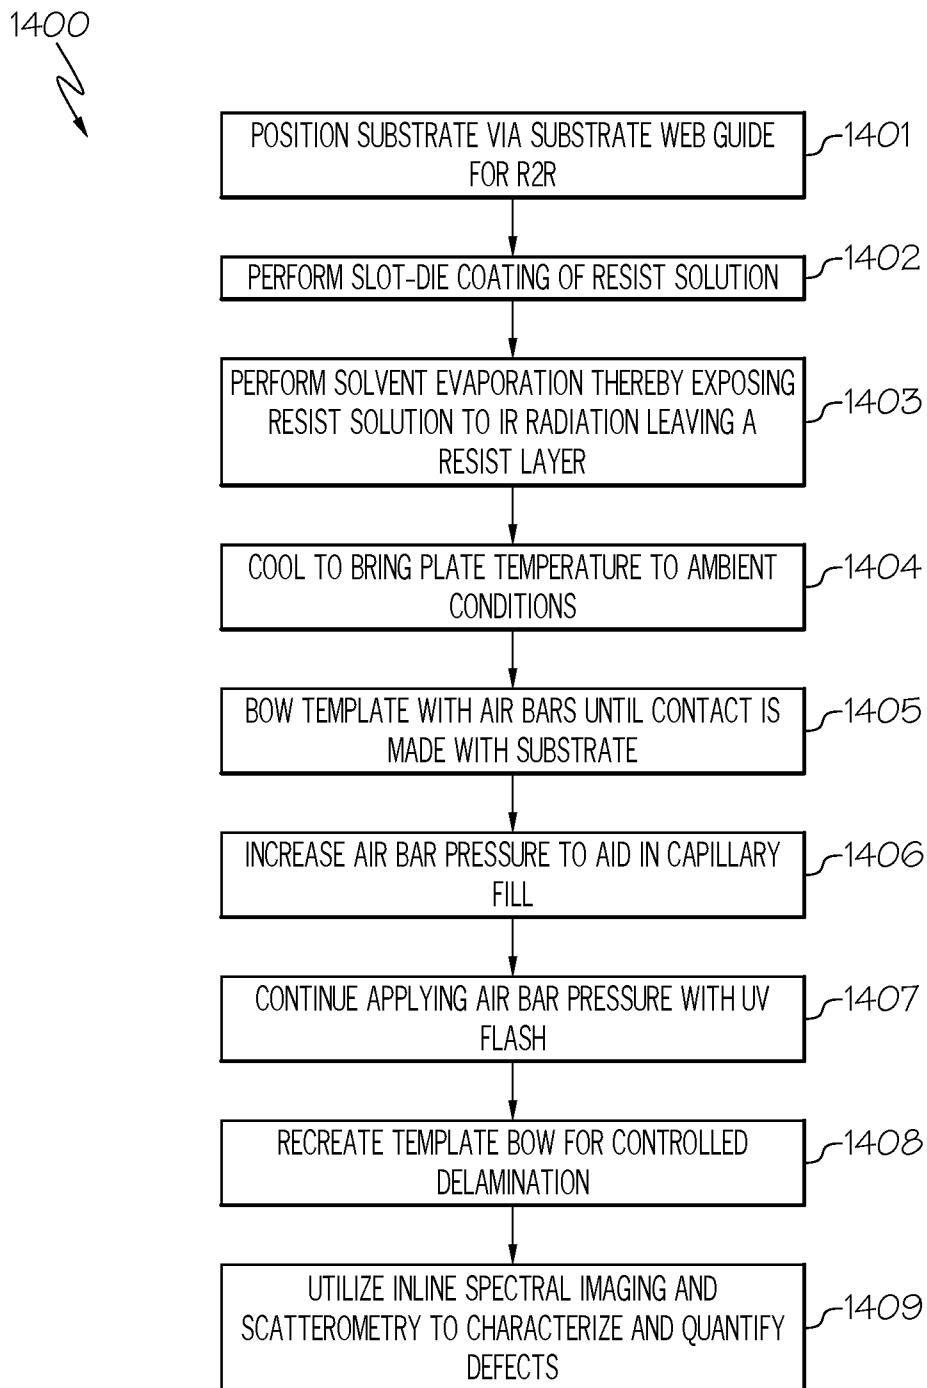 1400
POSITION SUBSTRATE VIA SUBSTRATE WEB GUIDE
FOR R2R
1401
PERFORM SLOT-DIE COATING OF RESIST SOLUTION
1402
PERFORM SOLVENT EVAPORATION THEREBY EXPOSING
RESIST SOLUTION TO IR RADIATION LEAVING A
RESIST LAYER
1403
COOL TO BRING PLATE TEMPERATURE TO AMBIENT
CONDITIONS
1404
BOW TEMPLATE WITH AIR BARS UNTIL CONTACT IS
MADE WITH SUBSTRATE
1405
INCREASE AIR BAR PRESSURE TO AID IN CAPILLARY
FILL
1406
CONTINUE APPLYING AIR BAR PRESSURE WITH UV
FLASH
1407
RECREATE TEMPLATE BOW FOR CONTROLLED
DELAMINATION
1408
UTILIZE INLINE SPECTRAL IMAGING AND
SCATTEROMETRY TO CHARACTERIZE AND QUANTIFY
DEFECTS
1409